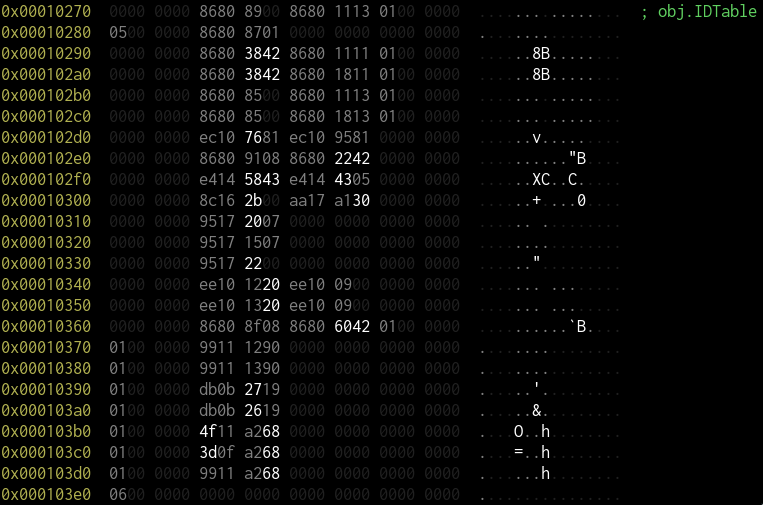 0x00010270 0000 0000 8680 8900 8680 1113 0100 0000 ................ ; obj.IDTable
0x00010280 0500 0000 8680 8701 0000 0000 0000 0000 ................
0x00010290 0000 0000 8680 3842 8680 1111 0100 0000 ......8B........
0x000102a0 0000 0000 8680 3842 8680 1811 0100 0000 ......8B........
0x000102b0 0000 0000 8680 8500 8680 1113 0100 0000 ................
0x000102c0 0000 0000 8680 8500 8680 1813 0100 0000 ................
0x000102d0 0000 0000 ec10 7681 ec10 9581 0000 0000 ......v.........
0x000102e0 0000 0000 8680 9108 8680 2242 0000 0000 .........."B....
0x000102f0 0000 0000 e414 5843 e414 4305 0000 0000 ......XC..C.....
0x00010300 0000 0000 8c16 2b00 aa17 a130 0000 0000 ......+....0....
0x00010310 0000 0000 9517 2007 0000 0000 0000 0000 ...... .........
0x00010320 0000 0000 9517 1507 0000 0000 0000 0000 ................
0x00010330 0000 0000 9517 2200 0000 0000 0000 0000 ......".........
0x00010340 0000 0000 ee10 1220 ee10 0900 0000 0000 ....... ........
0x00010350 0000 0000 ee10 1320 ee10 0900 0000 0000 ....... ........
0x00010360 0000 0000 8680 8f08 8680 6042 0100 0000 ..........`B....
0x00010370 0100 0000 9911 1290 0000 0000 0000 0000 ................
0x00010380 0100 0000 9911 1390 0000 0000 0000 0000 ................
0x00010390 0100 0000 db0b 2719 0000 0000 0000 0000 ......'.........
0x000103a0 0100 0000 db0b 2619 0000 0000 0000 0000 ......&.........
0x000103b0 0100 0000 4f11 a268 0000 0000 0000 0000 ....O..h........
0x000103c0 0100 0000 3d0f a268 0000 0000 0000 0000 ....=..h........
0x000103d0 0100 0000 9911 a268 0000 0000 0000 0000 .......h........
0x000103e0 0600 0000 0000 0000 0000 0000 0000 0000 ................